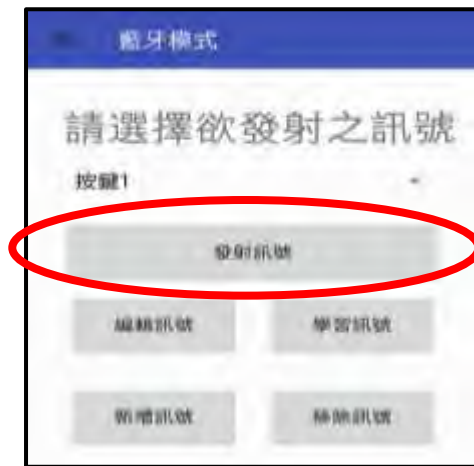 藍牙模式
請選擇欲發射之訊號
按鍵1
發射訊號
編輯訊號 學習訊號
新增訊號 移除訊號